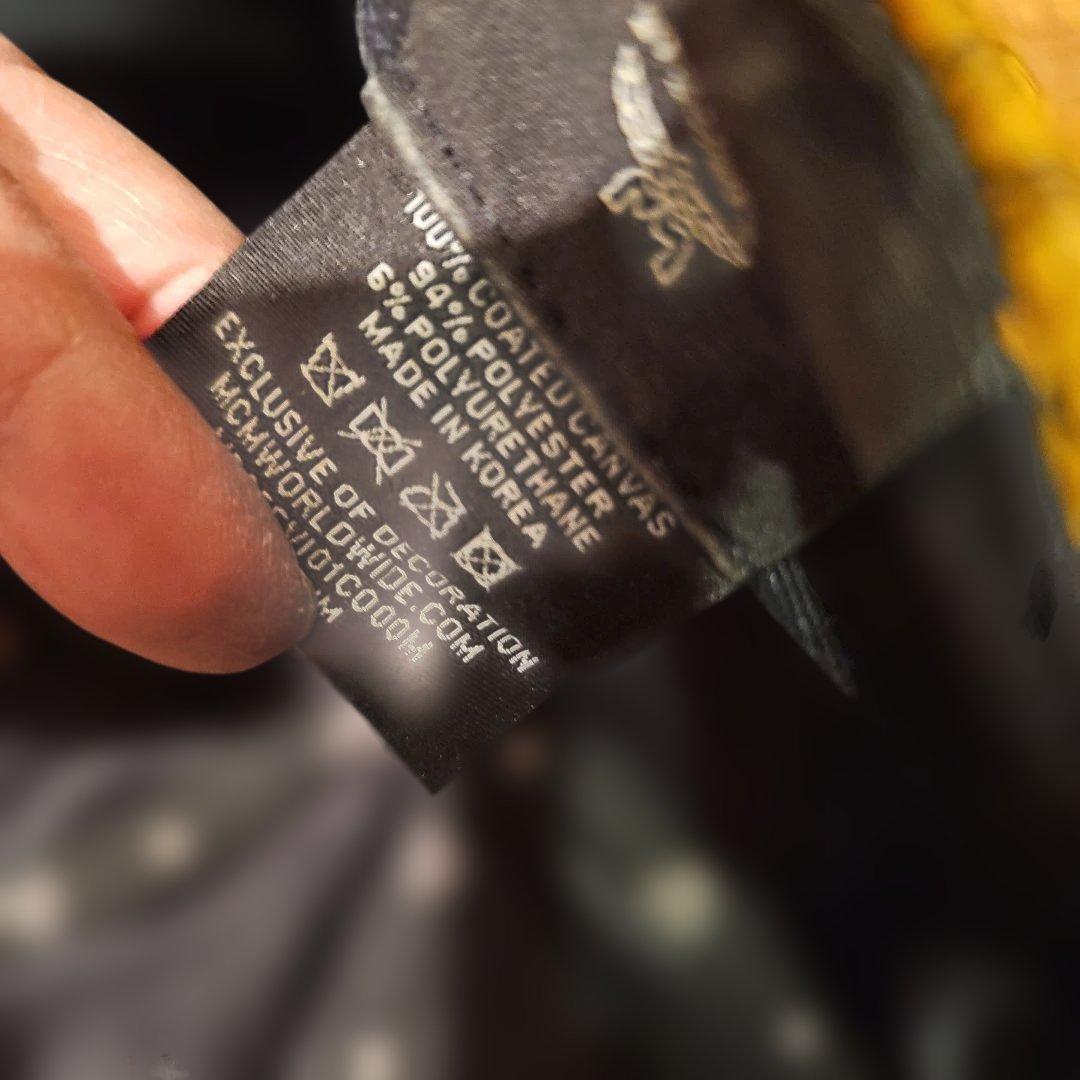 100% COATED CANVAS
94% POLYESTER
6% POLYURETHANE
MADE IN KOREA
EXCLUSIVE OF DECORATION
MCMWORLDWIDE.COM